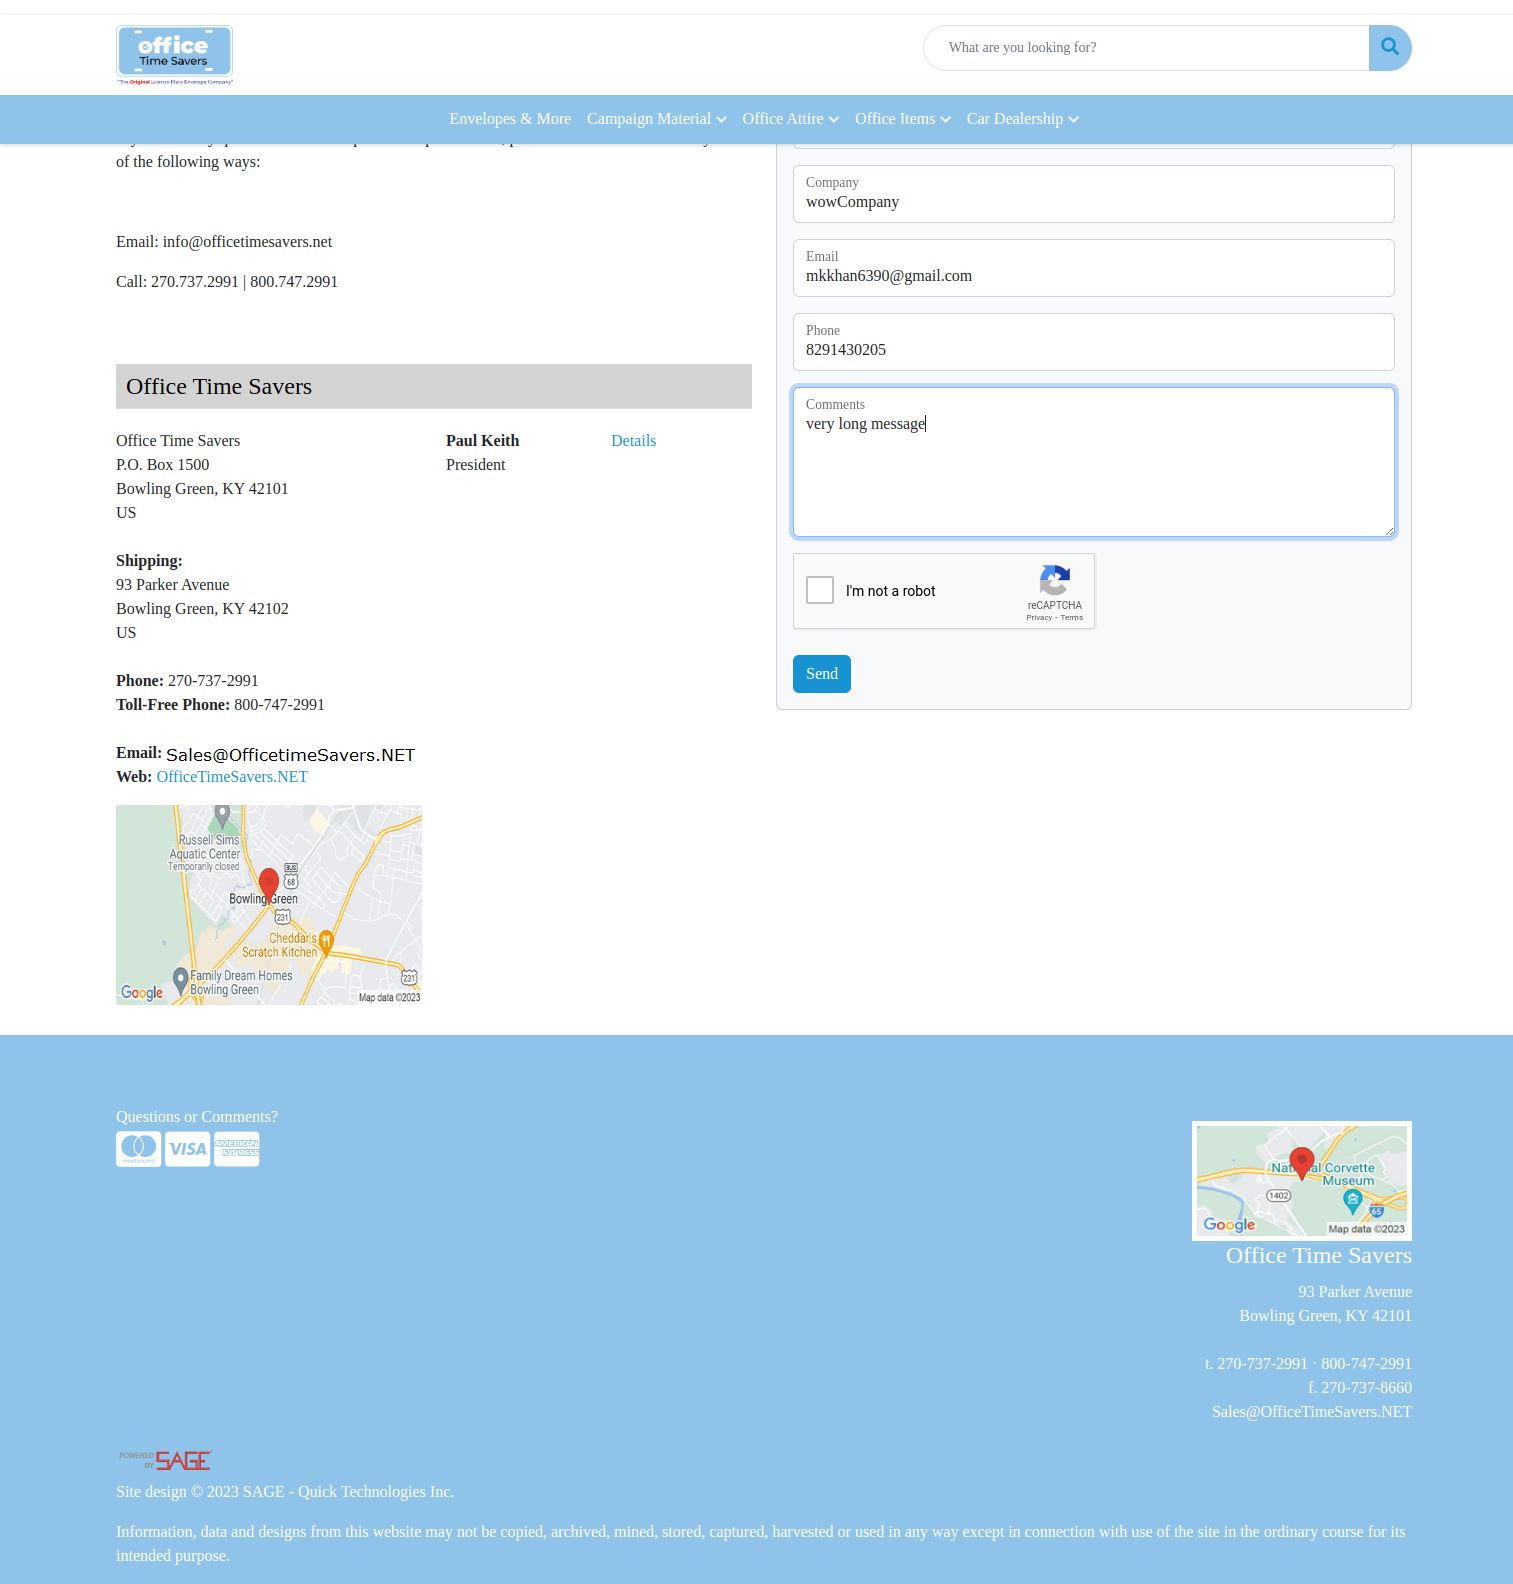 office
Time Savers
"The Original License Plate Envelope Company"
What are you looking for?
Envelopes & More
Campaign Material
Office Attire
Office Items
Car Dealership
of the following ways:
Email: info@officetimesavers.net
Call: 270.737.2991 | 800.747.2991
Office Time Savers
Office Time Savers
P.O. Box 1500
Bowling Green, KY 42101
US
Paul Keith
President
Details
Shipping:
93 Parker Avenue
Bowling Green, KY 42102
US
Phone: 270-737-2991
Toll-Free Phone: 800-747-2991
Email: Sales@OfficetimeSavers.NET
Web: OfficeTimeSavers.NET
Russell Sims
Aquatic Center
Temporarily closed
BUS
68
Bowling Green
231
Cheddar's
Scratch Kitchen
Family Dream Homes
Bowling Green
231
Google
Map data ©2023
Company
wowCompany
Email
mkkhan6390@gmail.com
Phone
8291430205
Comments
very long message
I'm not a robot
reCAPTCHA
Privacy - Terms
Send
Questions or Comments?
mastercard
VISA
AMERICAN
EXPRESS
Corvette
Museum
1402
65
Google
Map data ©2023
Office Time Savers
93 Parker Avenue
Bowling Green, KY 42101
t. 270-737-2991 · 800-747-2991
f. 270-737-8660
Sales@OfficeTimeSavers.NET
POWERED
BY
SAGE
Site design © 2023 SAGE - Quick Technologies Inc.
Information, data and designs from this website may not be copied, archived, mined, stored, captured, harvested or used in any way except in connection with use of the site in the ordinary course for its
intended purpose.